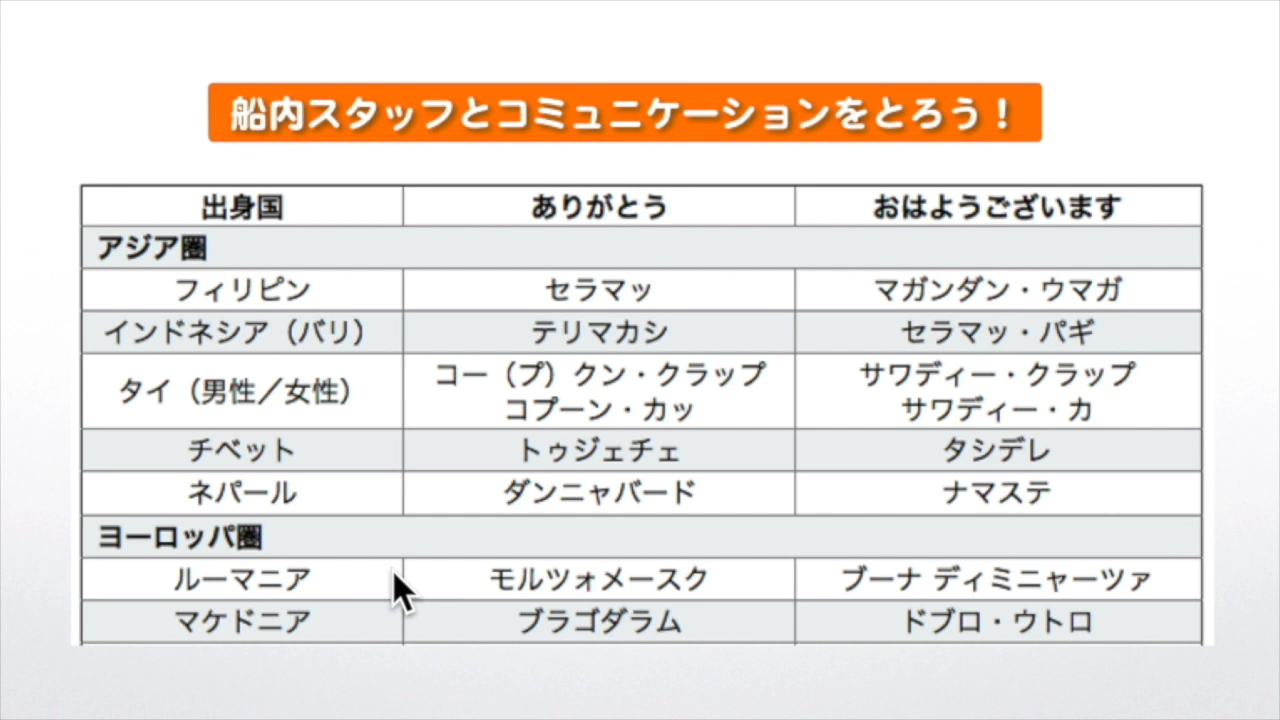 船内スタッフとコミュニケーションをとろう！
出身国 ありがとう おはようございます
アジア圏
フィリピン セラマッ マガンダン・ウマガ
インドネシア（バリ） テリマカシ セラマッ・パギ
タイ（男性／女性） コー（プ）クン・クラップ サワディー・クラップ
コプーン・カッ サワディー・カ
チベット トゥジェチェ タシデレ
ネパール ダンニャバード ナマステ
ヨーロッパ圏
ルーマニア モルツォメースク ブーナ ディミニャーツァ
マケドニア ブラゴダラム ドブロ・ウトロ